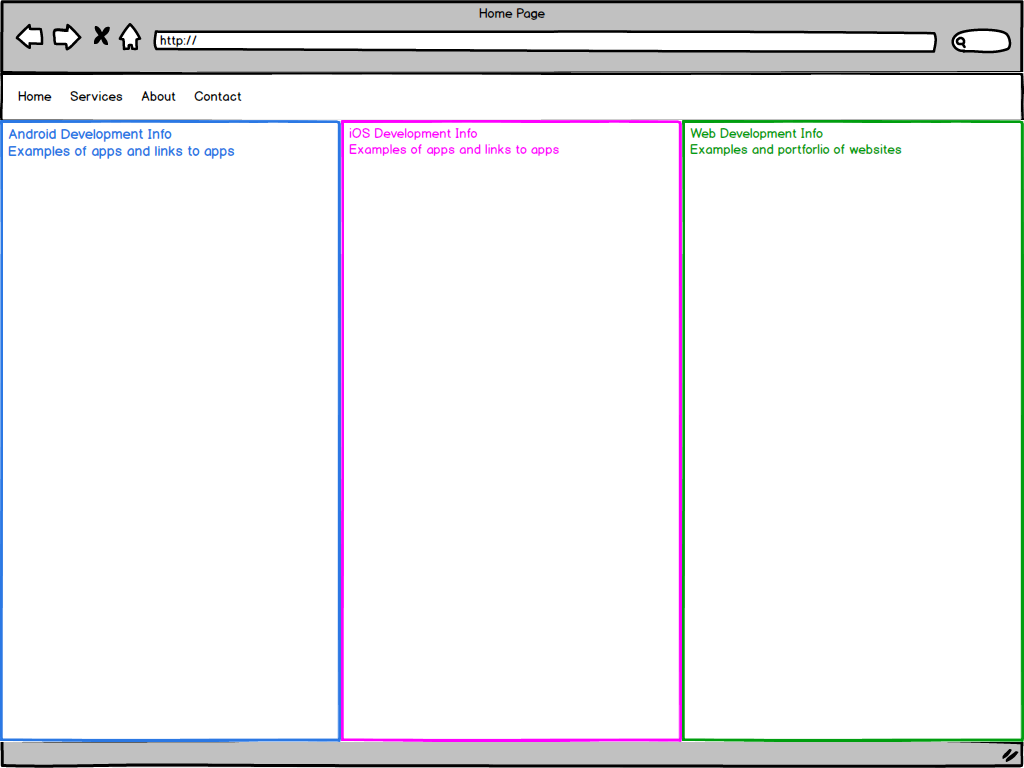 Home Page
http://
Home Services About Contact
Android Development Info
Examples of apps and links to apps
iOS Development Info
Examples of apps and links to apps
Web Development Info
Examples and portforlio of websites